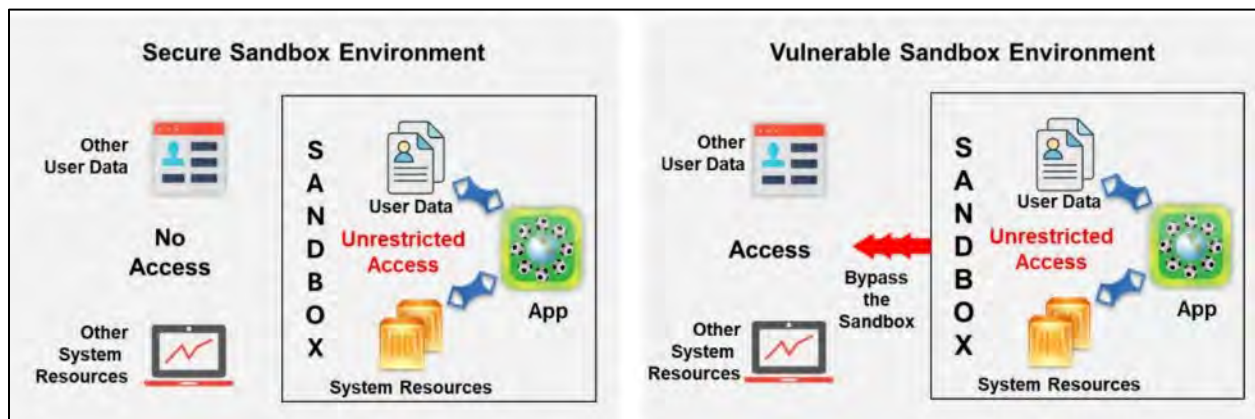 Secure Sandbox Environment
Other
User Data
No
Access
Other
System
Resources
SANDBOX
User Data
Unrestricted
Access
App
System Resources
Vulnerable Sandbox Environment
Other
User Data
Access
Bypass
the
Sandbox
Other
System
Resources
SANDBOX
User Data
Unrestricted
Access
App
System Resources